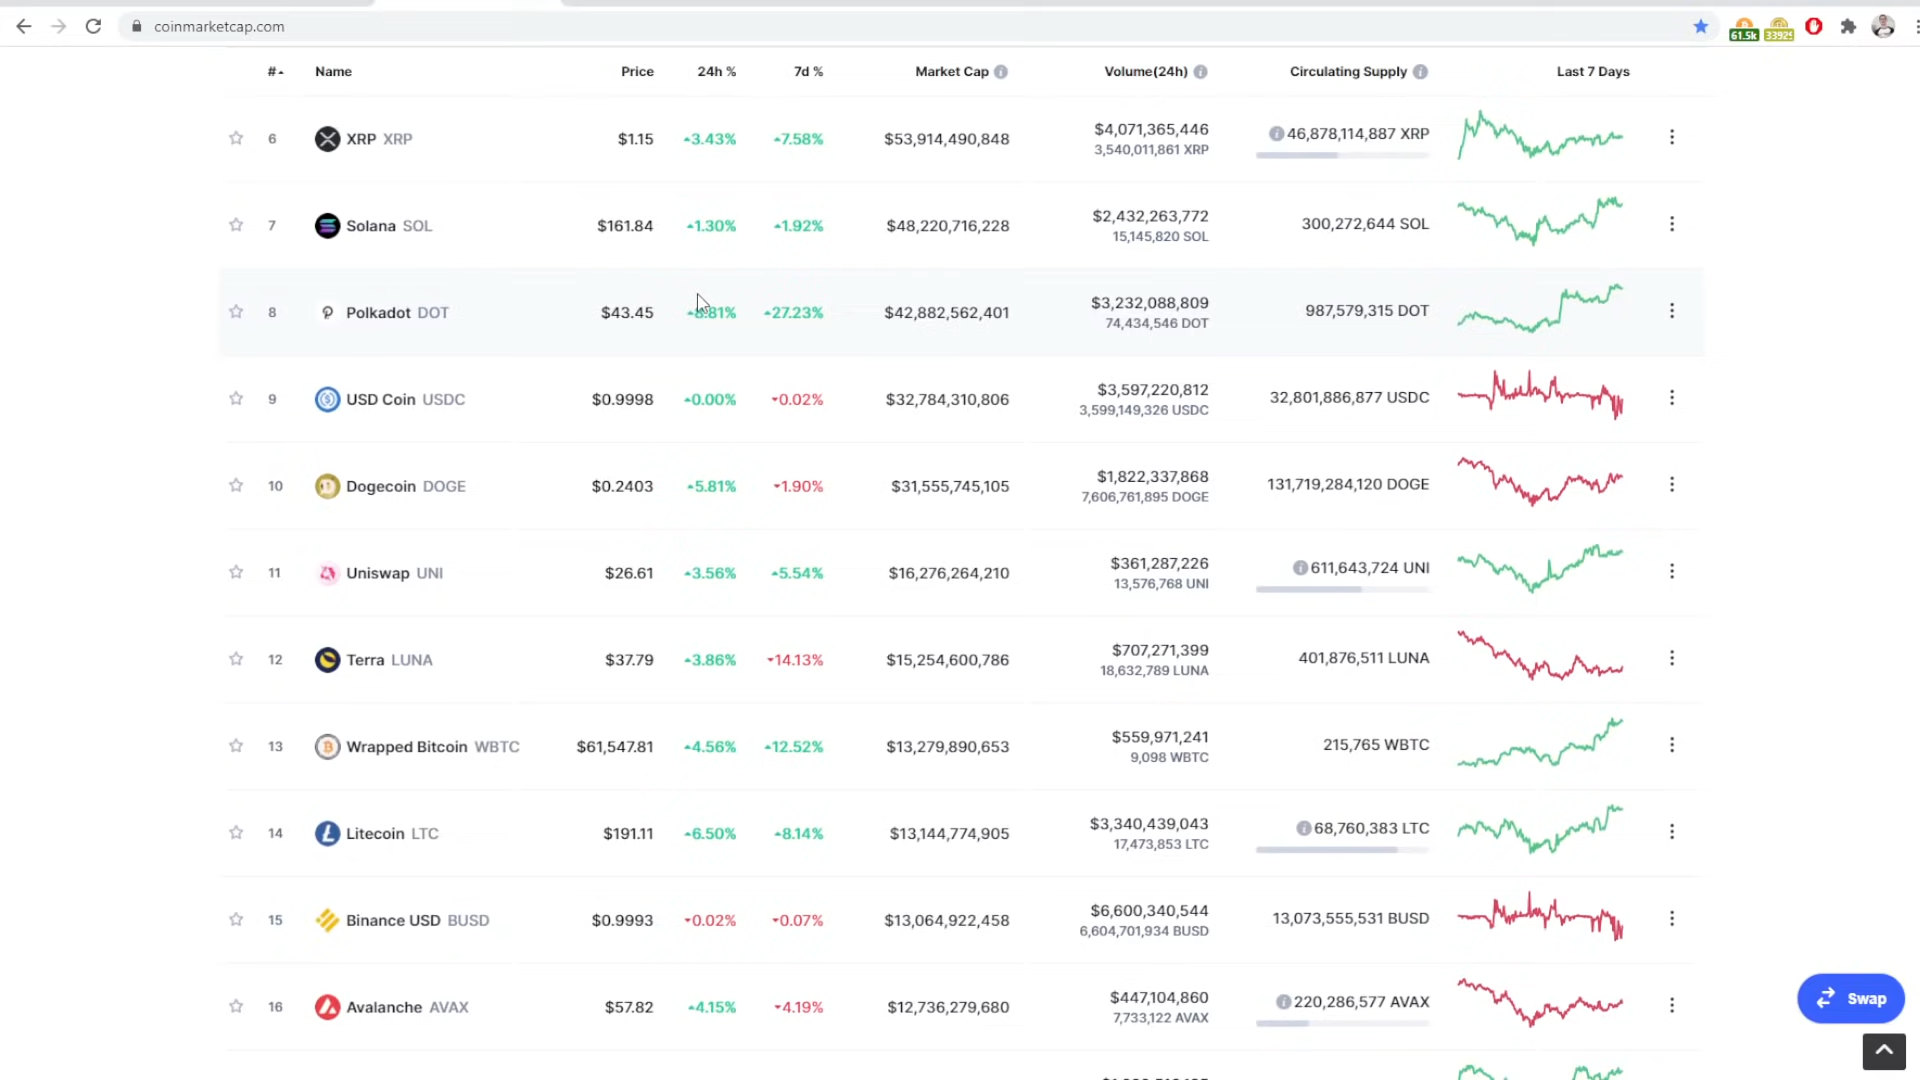 coinmarketcap.com
61.5k
# Name Price 24h % 7d % Market Cap Volume(24h) Circulating Supply Last 7 Days
6 XRP XRP $1.15 3.43% 7.58% $53,914,490,848 $4,071,365,446 46,878,114,887 XRP
3,540,011,861 XRP
7 Solana SOL $161.84 1.30% 1.92% $48,220,716,228 $2,432,263,772 300,272,644 SOL
15,145,820 SOL
8 Polkadot DOT $43.45 27.23% $42,882,562,401 $3,232,088,809 987,579,315 DOT
74,434,546 DOT
9 USD Coin USDC $0.9998 0.00% 0.02% $32,784,310,806 $3,597,220,812 32,801,886,877 USDC
3,599,149,326 USDC
10 Dogecoin DOGE $0.2403 5.81% 1.90% $31,555,745,105 $1,822,337,868 131,719,284,120 DOGE
7,606,761,895 DOGE
11 Uniswap UNI $26.61 3.56% 5.54% $16,276,264,210 $361,287,226 611,643,724 UNI
13,576,768 UNI
12 Terra LUNA $37.79 3.86% 14.13% $15,254,600,786 $707,271,399 401,876,511 LUNA
18,632,789 LUNA
13 Wrapped Bitcoin WBTC $61,547.81 4.56% 12.52% $13,279,890,653 $559,971,241 215,765 WBTC
9,098 WBTC
14 Litecoin LTC $191.11 6.50% 8.14% $13,144,774,905 $3,340,439,043 68,760,383 LTC
17,473,853 LTC
15 Binance USD BUSD $0.9993 0.02% 0.07% $13,064,922,458 $6,600,340,544 13,073,555,531 BUSD
6,604,701,934 BUSD
16 Avalanche AVAX $57.82 4.15% 4.19% $12,736,279,680 $447,104,860 220,286,577 AVAX
7,733,122 AVAX
Swap